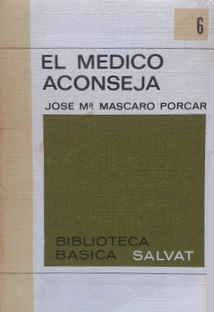 6
EL MEDICO
ACONSEJA
JOSE Mª MASCARO PORCAR
BIBLIOTECA
BASICA SALVAT